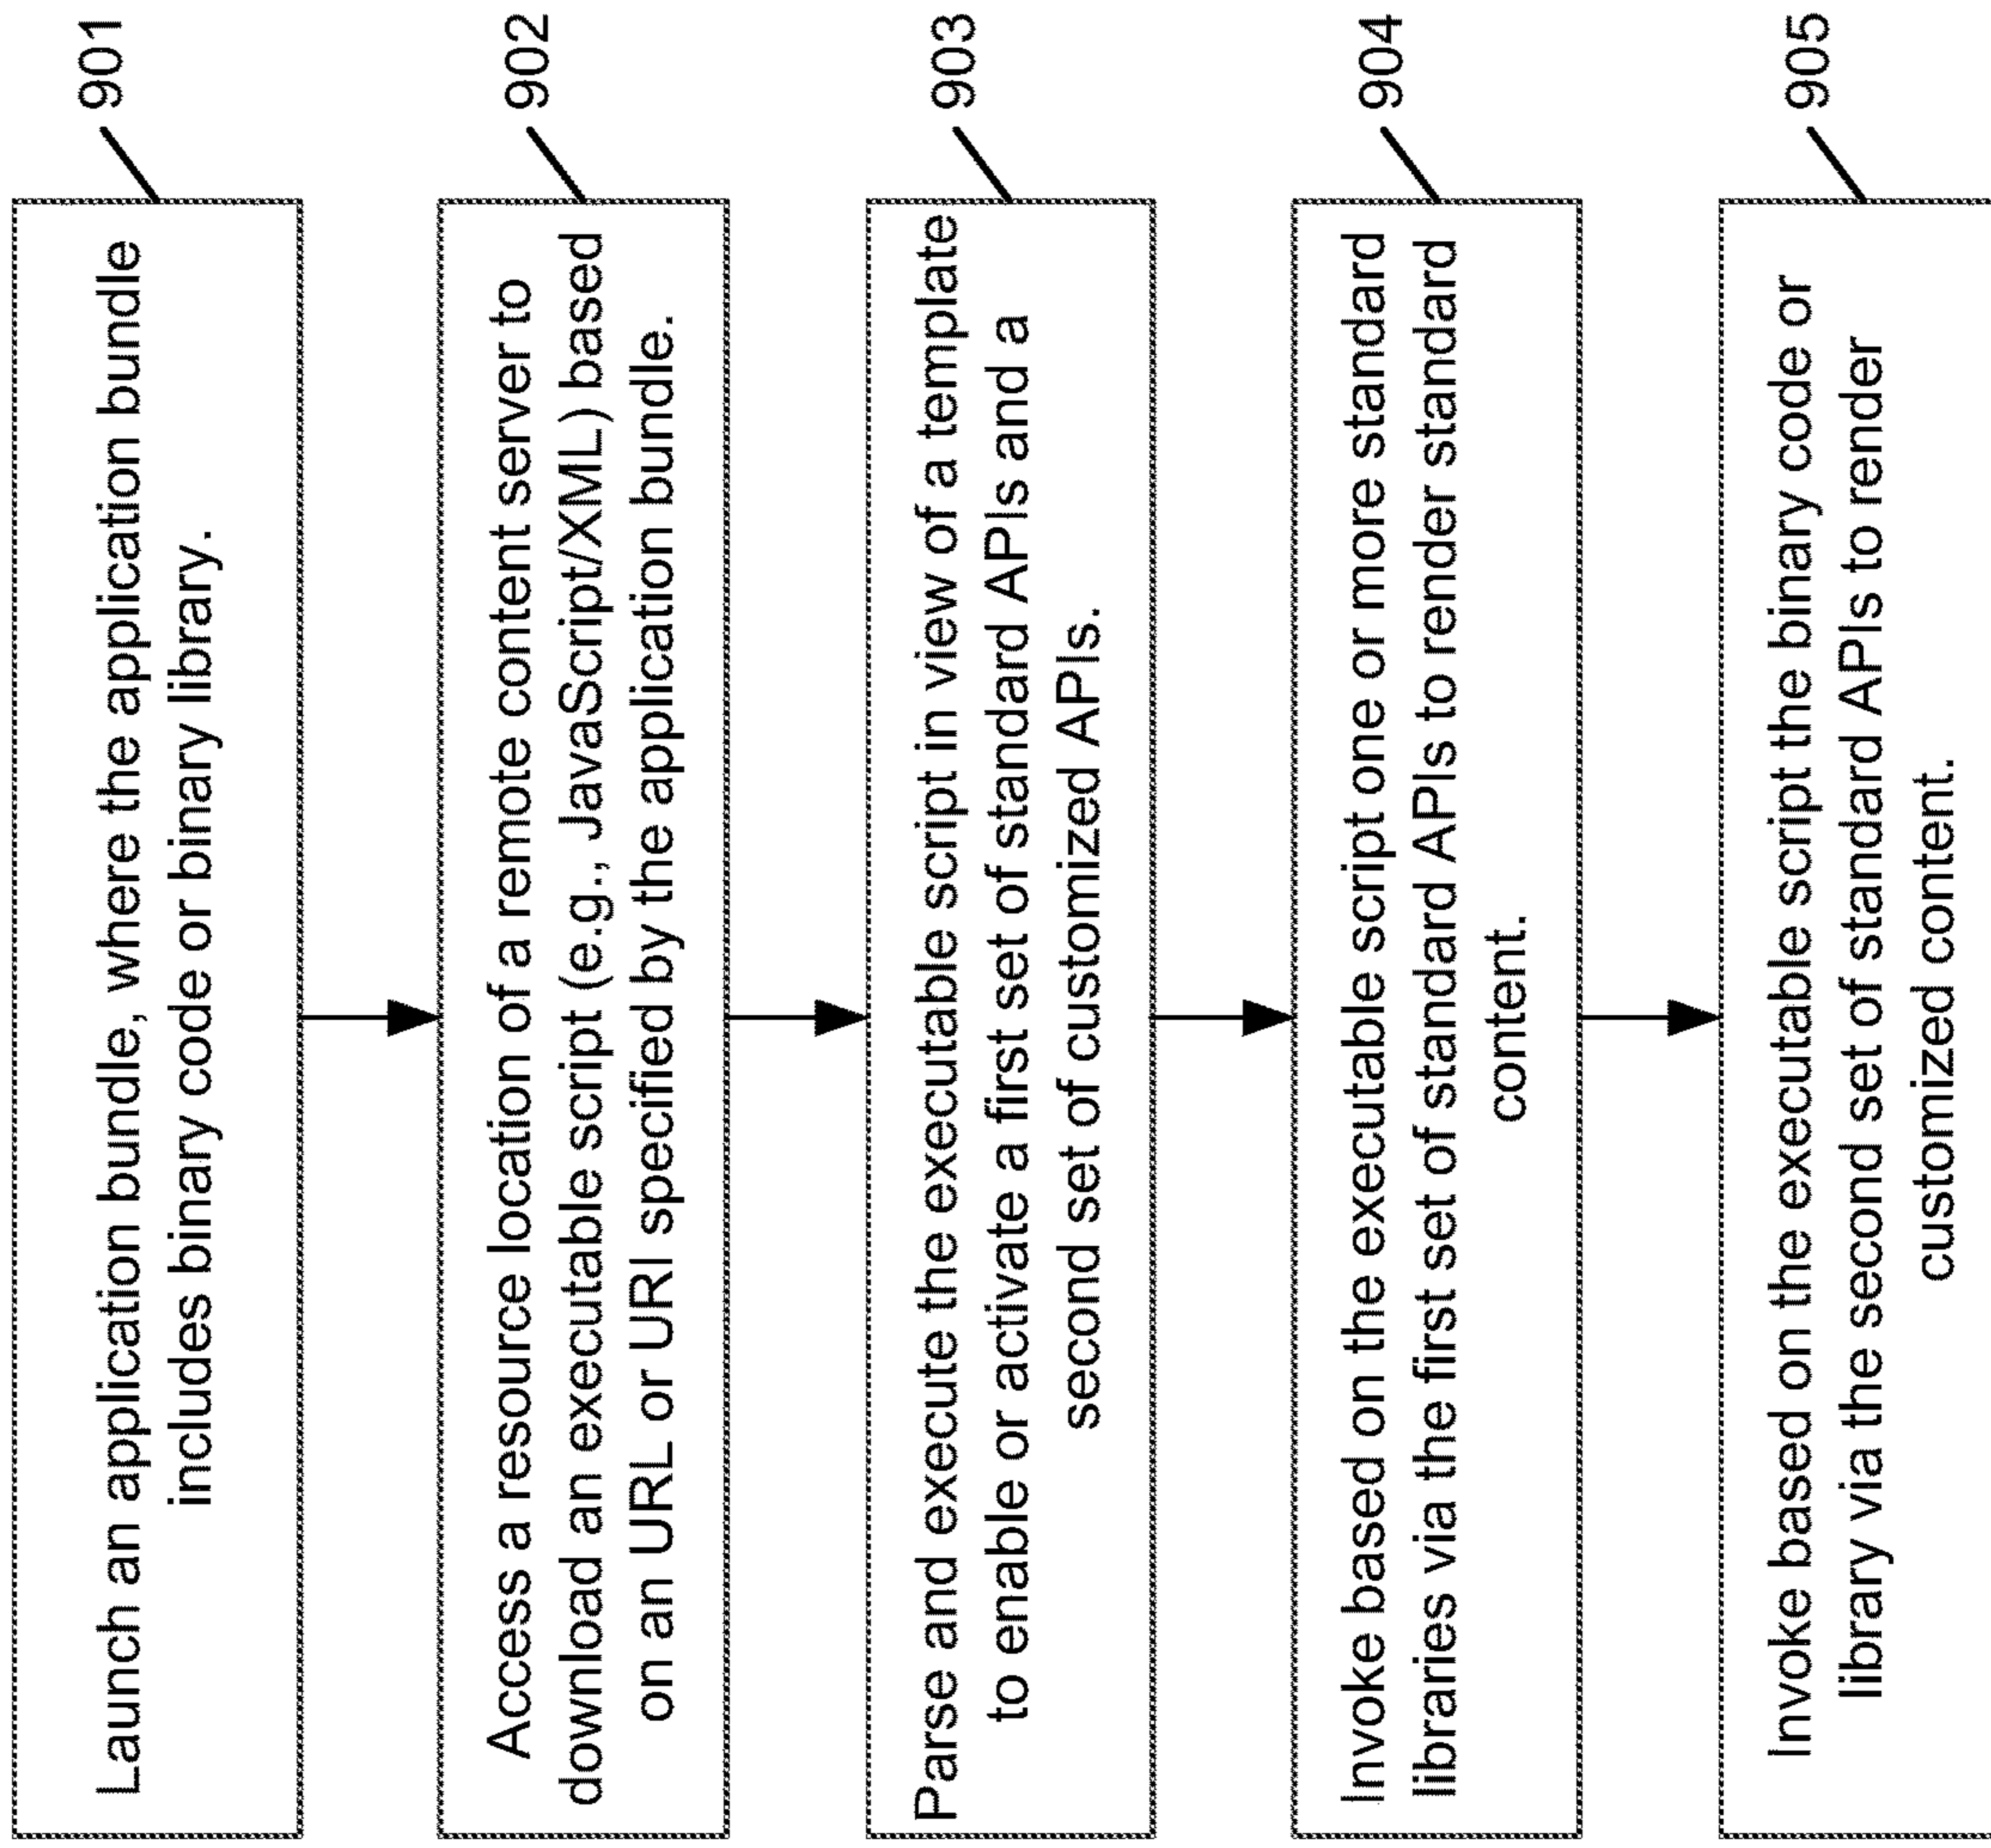 Launch an application bundle, where the application bundle
includes binary code or binary library.
901
Access a resource location of a remote content server to
download an executable script (e.g., JavaScript/XML) based
on an URL or URI specified by the application bundle.
902
Parse and execute the executable script in view of a template
to enable or activate a first set of standard APIs and a
second set of customized APIs.
903
Invoke based on the executable script one or more standard
libraries via the first set of standard APIs to render standard
content.
904
Invoke based on the executable script the binary code or
library via the second set of standard APIs to render
customized content.
905